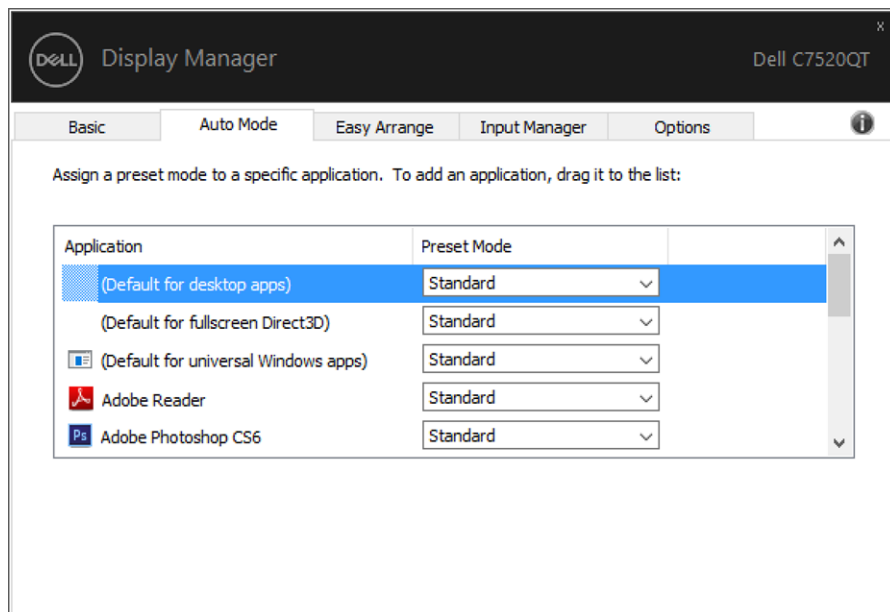 x
DELL Display Manager Dell C7520QT
Basic Auto Mode Easy Arrange Input Manager Options i
Assign a preset mode to a specific application. To add an application, drag it to the list:
Application Preset Mode
(Default for desktop apps) Standard
(Default for fullscreen Direct3D) Standard
(Default for universal Windows apps) Standard
Adobe Reader Standard
Ps Adobe Photoshop CS6 Standard